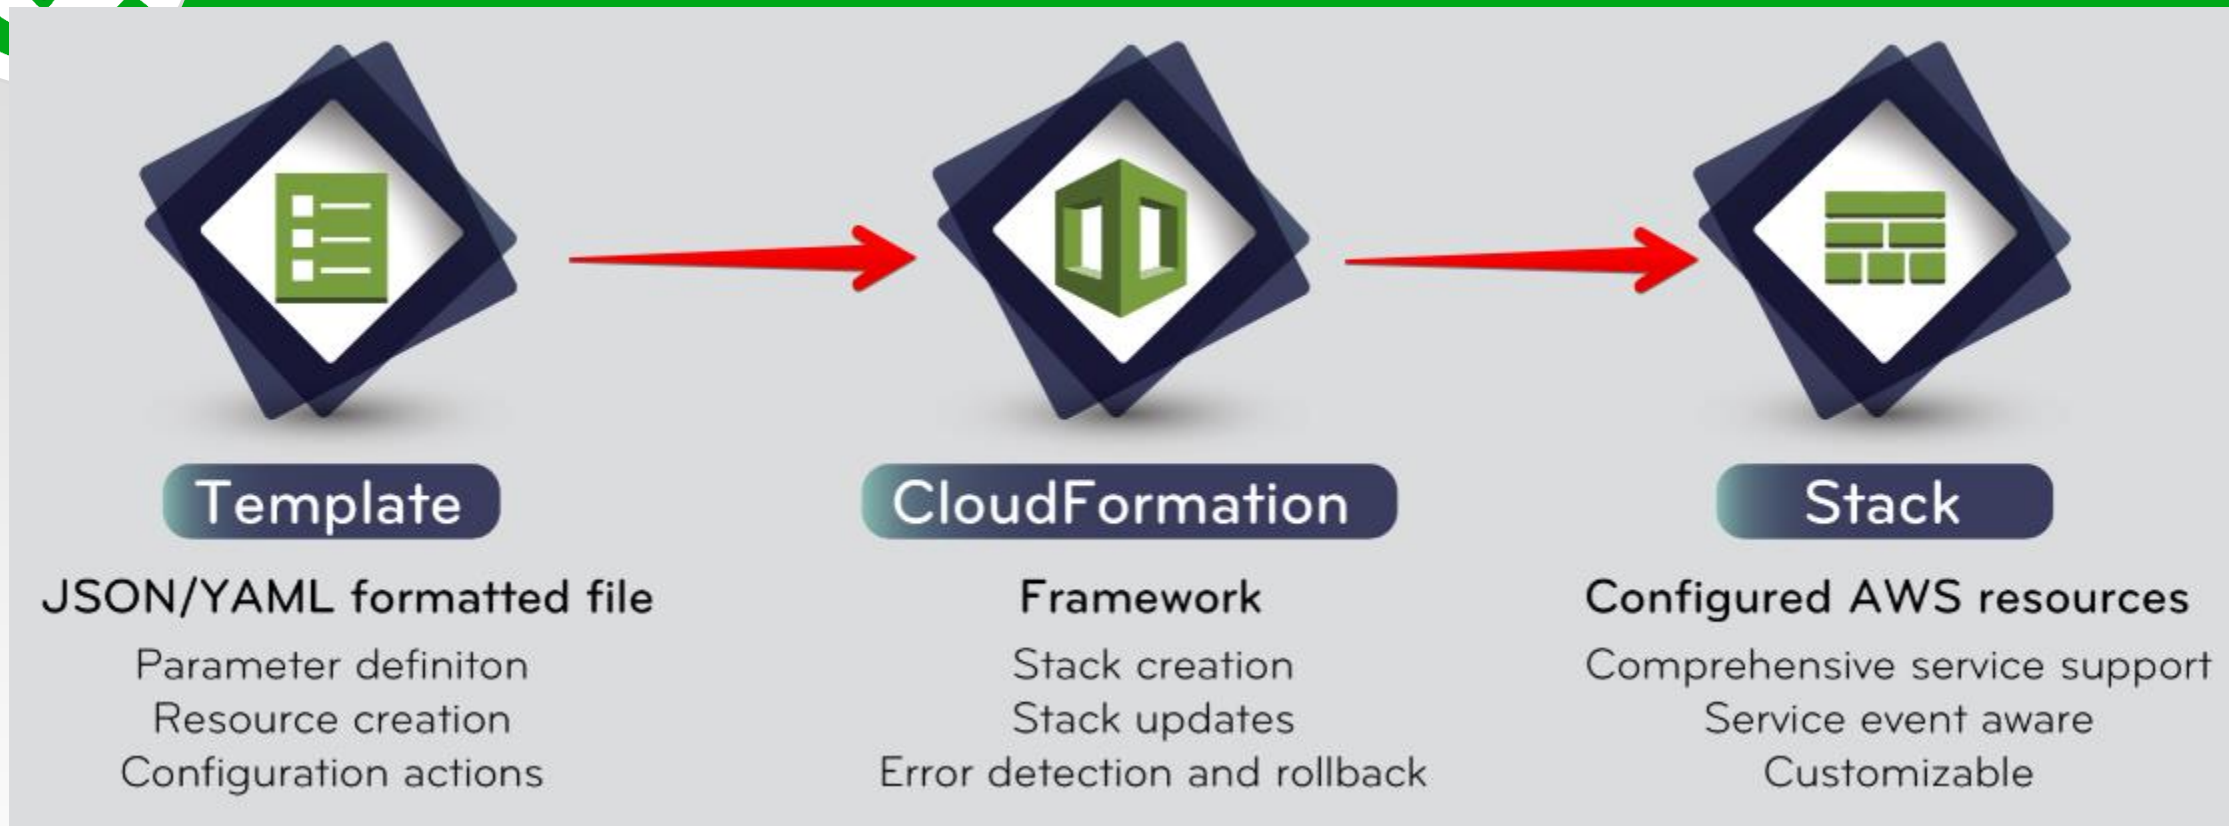 Template
JSON/YAML formatted file
Parameter definiton
Resource creation
Configuration actions
CloudFormation
Framework
Stack creation
Stack updates
Error detection and rollback
Stack
Configured AWS resources
Comprehensive service support
Service event aware
Customizable